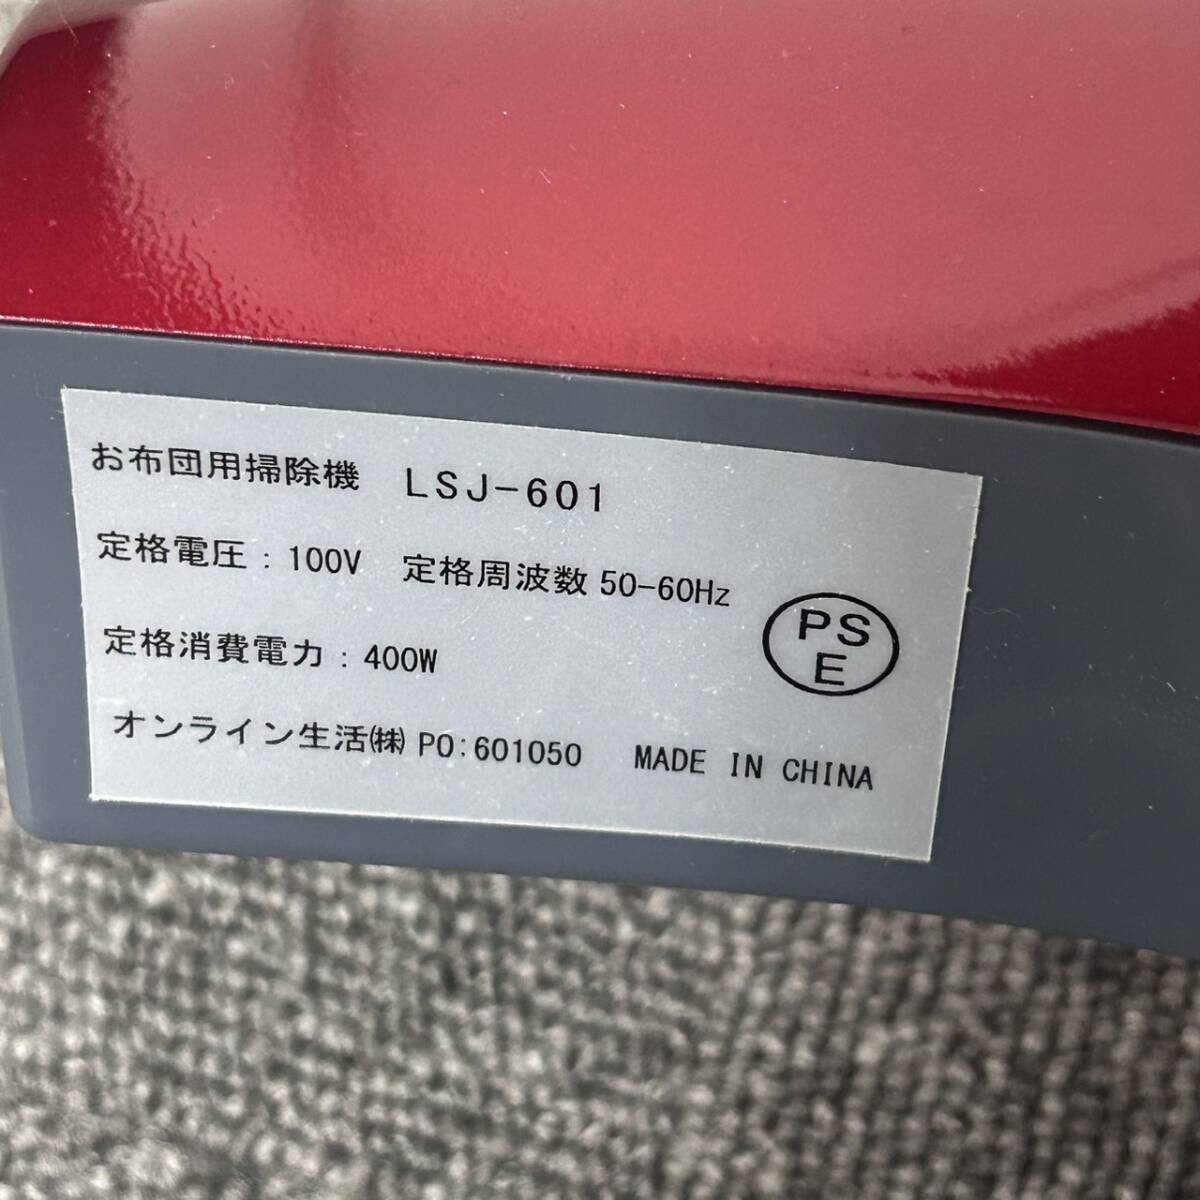 お布団用掃除機 LSJ-601
定格電圧：100V 定格周波数 50-60Hz
定格消費電力：400W
PS
E
オンライン生活㈱ PO:601050 MADE IN CHINA